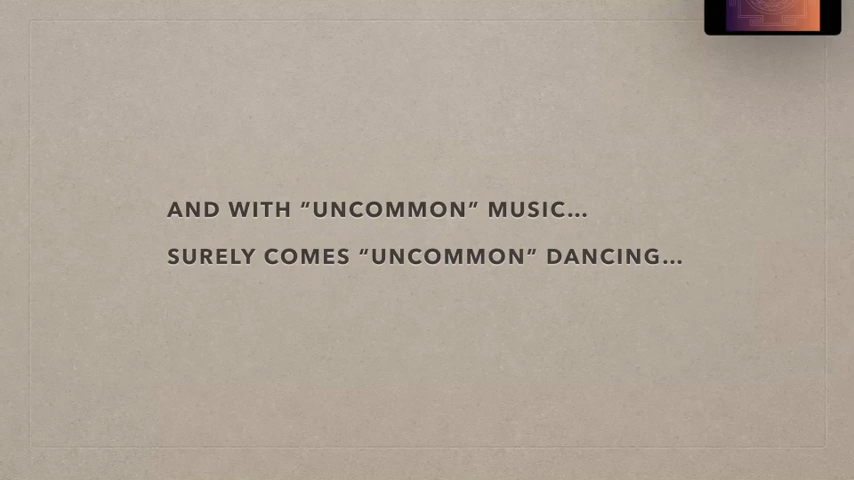 AND WITH “UNCOMMON” MUSIC…
SURELY COMES “UNCOMMON” DANCING…